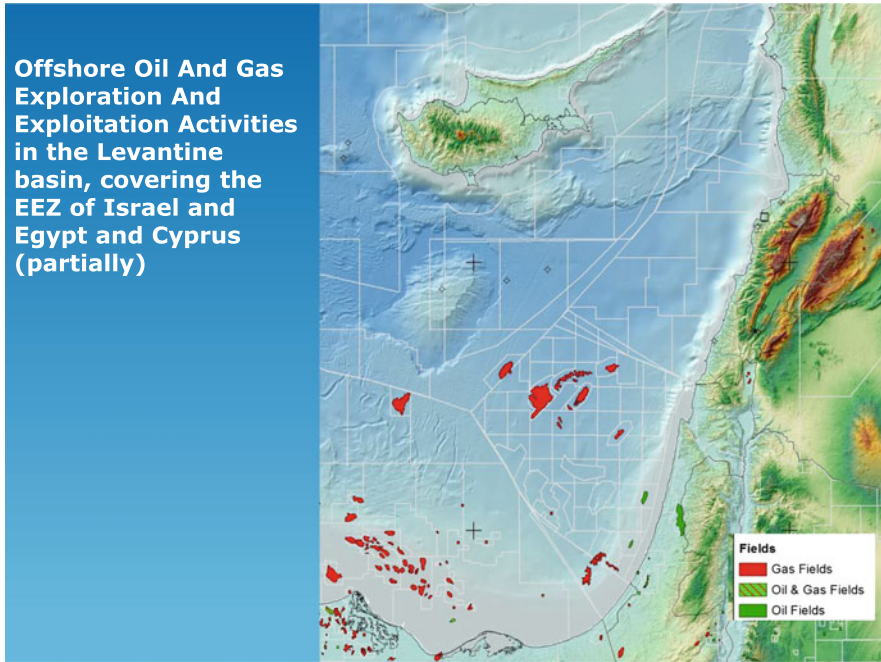 Offshore Oil And Gas
Exploration And
Exploitation Activities
in the Levantine
basin, covering the
EEZ of Israel and
Egypt and Cyprus
(partially)
Fields
Gas Fields
Oil & Gas Fields
Oil Fields